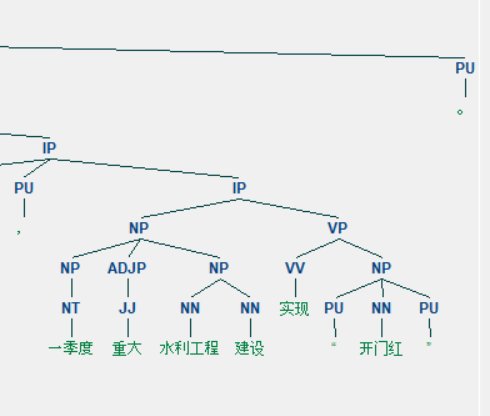 PU
。
IP
PU IP
,
NP VP
NP ADJP NP VV NP
NT JJ NN NN 实现 PU NN PU
一季度 重大 水利工程 建设 “ 开门红 ”